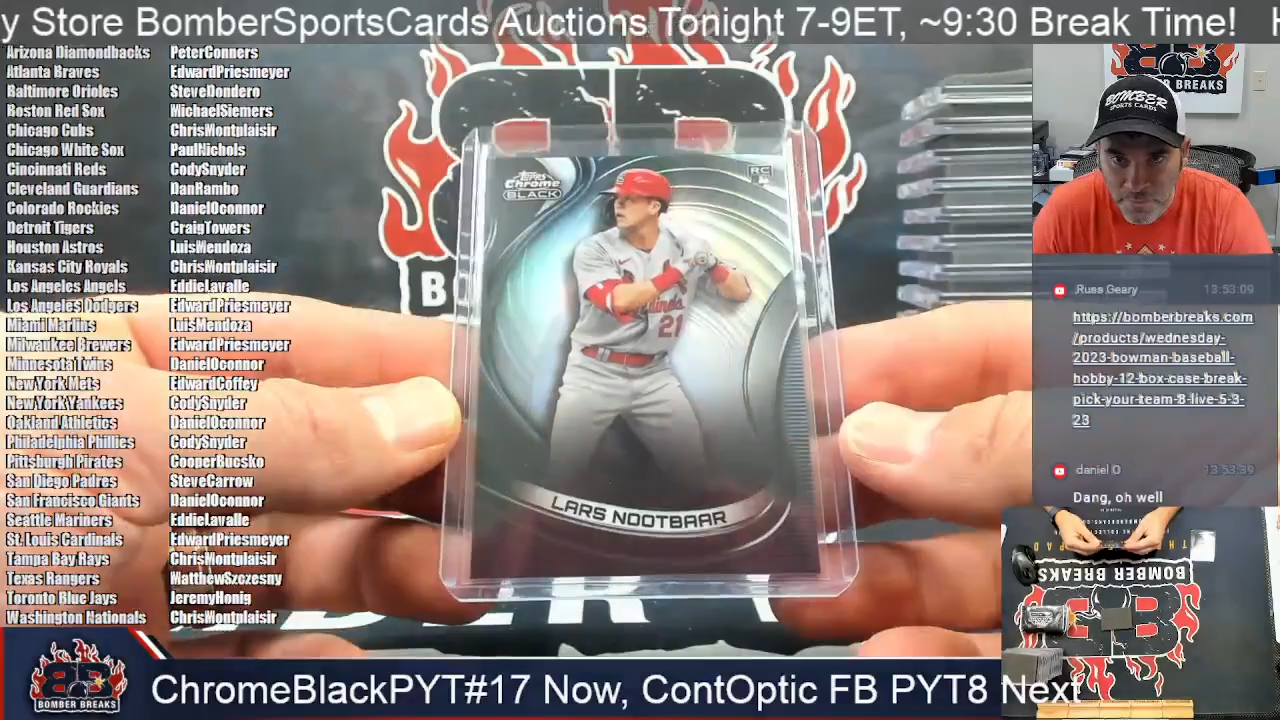 y Store BomberSportsCards Auctions Tonight 7-9ET, ~9:30 Break Time!
Arizona Diamondbacks PeterConners
Atlanta Braves EdwardPriesmeyer
Baltimore Orioles SteveDondero
Boston Red Sox MichaelSiemers
Chicago Cubs ChrisMontplaisir
Chicago White Sox PaulNichols
Cincinnati Reds CodySnyder
Cleveland Guardians DanRambo
Colorado Rockies DanielOconnor
Detroit Tigers CraigTowers
Houston Astros LuisMendoza
Kansas City Royals ChrisMontplaisir
Los Angeles Angels EddieLavalle
Los Angeles Dodgers EdwardPriesmeyer
Miami Marlins LuisMendoza
Milwaukee Brewers EdwardPriesmeyer
Minnesota Twins DanielOconnor
New York Mets EdwardCoffey
New York Yankees CodySnyder
Oakland Athletics DanielOconnor
Philadelphia Phillies CodySnyder
Pittsburgh Pirates CooperBucsko
San Diego Padres SteveCarrow
San Francisco Giants DanielOconnor
Seattle Mariners EddieLavalle
St. Louis Cardinals EdwardPriesmeyer
Tampa Bay Rays ChrisMontplaisir
Texas Rangers MatthewSzczesny
Toronto Blue Jays JeremyHonig
Washington Nationals ChrisMontplaisir
Topps
Chrome
BLACK
RC
21
LARS NOOTBAAR
B
BREAKS
BOMBER
SPORTS CARDS
Russ Geary 13:53:09
https://bomberbreaks.com
/products/wednesday-
2023-bowman-baseball-
hobby-12-box-case-break-
pick-your-team-8-live-5-3-
23
daniel O 13:53:39
Dang, oh well
BOMBER BREAKS
BB
BOMBER BREAKS
ChromeBlackPYT#17 Now, ContOptic FB PYT8 Next